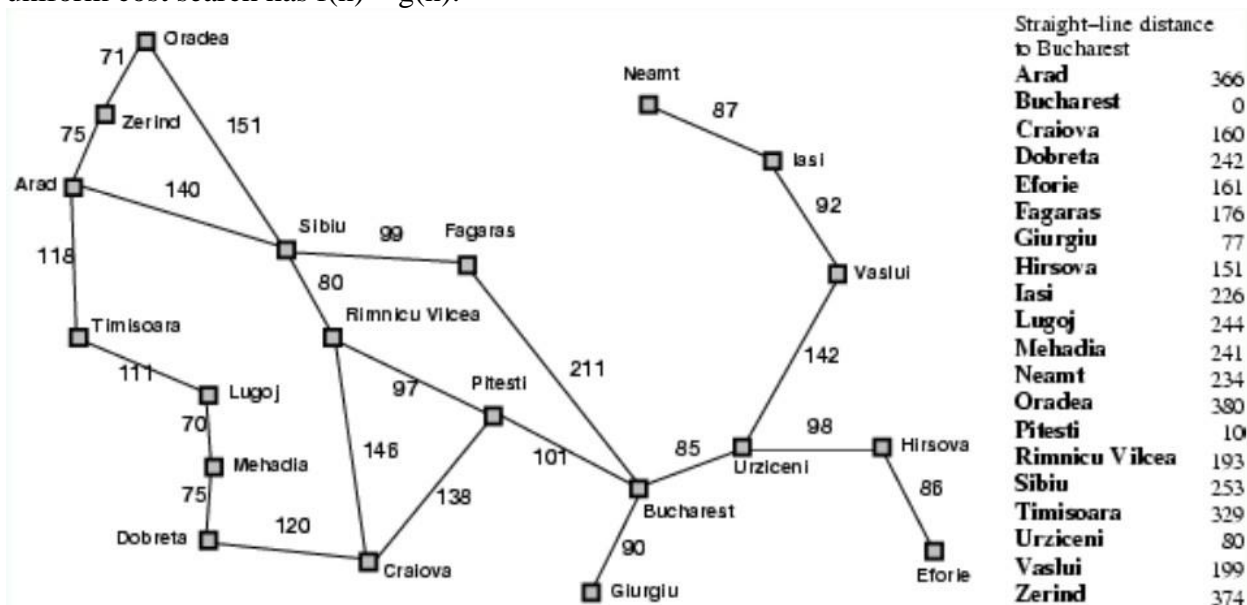 uniform cost search has f(n) = g(n).
Oradea
71
Neamt
87
Zerind
75
151
Iasi
Arad
140
92
Sibiu
99
Fagaras
118
80
Vaslui
Rimnicu Vilcea
Timisoara
111
142
211
Lugoj
97
Pitesti
70
98
Hirsova
146
85
101
Urziceni
Mehadia
75
138
86
Bucharest
120
Dobreta
90
Craiova
Eforie
Giurgiu
Straight–line distance
to Bucharest
Arad 366
Bucharest 0
Craiova 160
Dobreta 242
Eforie 161
Fagaras 176
Giurgiu 77
Hirsova 151
Iasi 226
Lugoj 244
Mehadia 241
Neamt 234
Oradea 380
Pitesti 10
Rimnicu Vilcea 193
Sibiu 253
Timisoara 329
Urziceni 80
Vaslui 199
Zerind 374